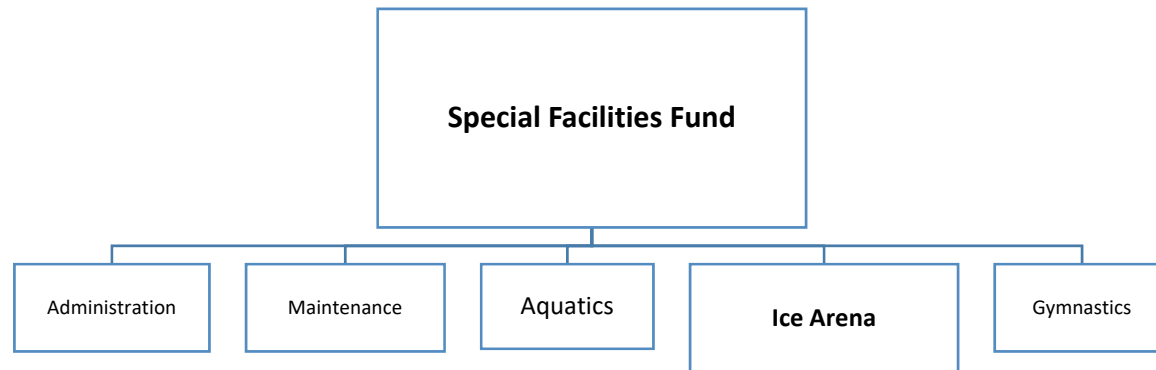 Special Facilities Fund
Administration
Maintenance
Aquatics
Ice Arena
Gymnastics